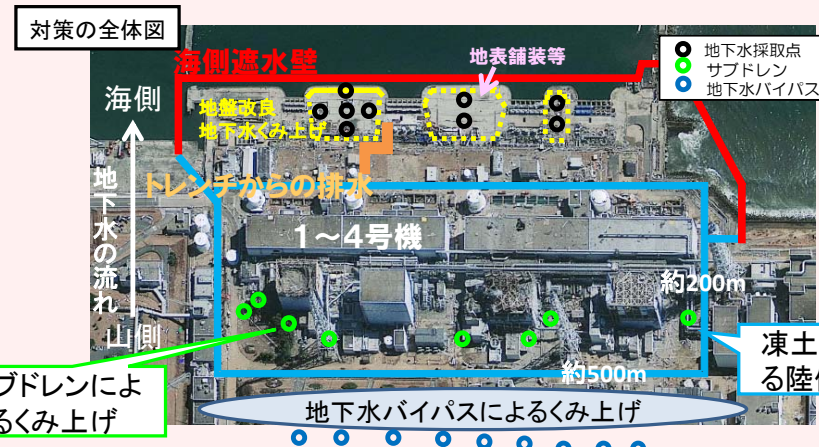 対策の全体図
海側遮水壁
地表舗装等
地下水採取点
サブドレン
地下水バイパス
海側
地盤改良
地下水くみ上げ
トレンチからの排水
地下水の流れ
1~4号機
約200m
山側
ブドレンによ
るくみ上げ
凍土
る陸
約500m
地下水バイパスによるくみ上げ